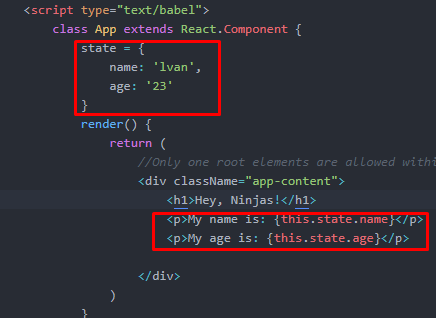 <script type="text/babel">
class App extends React.Component {
state = {
name: 'lvan',
age: '23'
}
render() {
return (
//Only one root elements are allowed withi
<div className="app-content">
<h1>Hey, Ninjas!</h1>
<p>My name is: {this.state.name}</p>
<p>My age is: {this.state.age}</p>
</div>
)
}